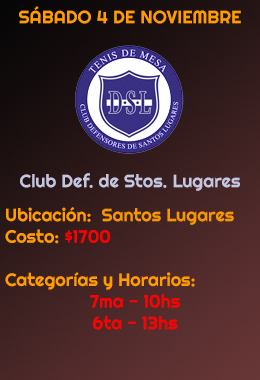 SÁBADO 4 DE NOVIEMBRE
TENIS DE MESA
DSL
CLUB DEFENSORES DE SANTOS LUGARES
Club Def. de Stos. Lugares
Ubicación: Santos Lugares
Costo: $1700
Categorías y Horarios:
7ma - 10hs
6ta - 13hs